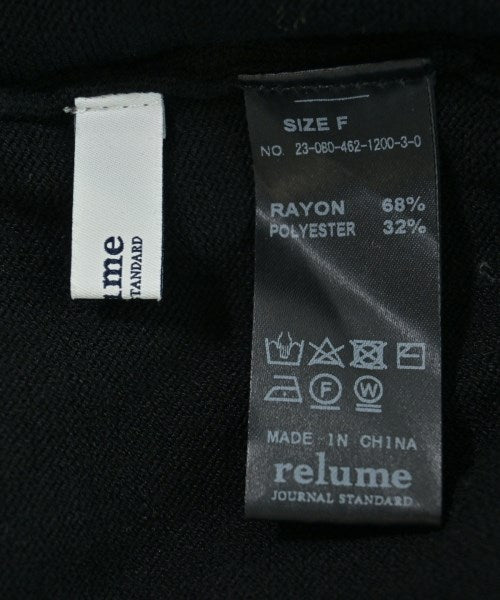 lume
STANDARD
SIZE F
NO. 23-080-462-1200-3-0
RAYON 68%
POLYESTER 32%
F
W
MADE IN CHINA
relume
JOURNAL STANDARD